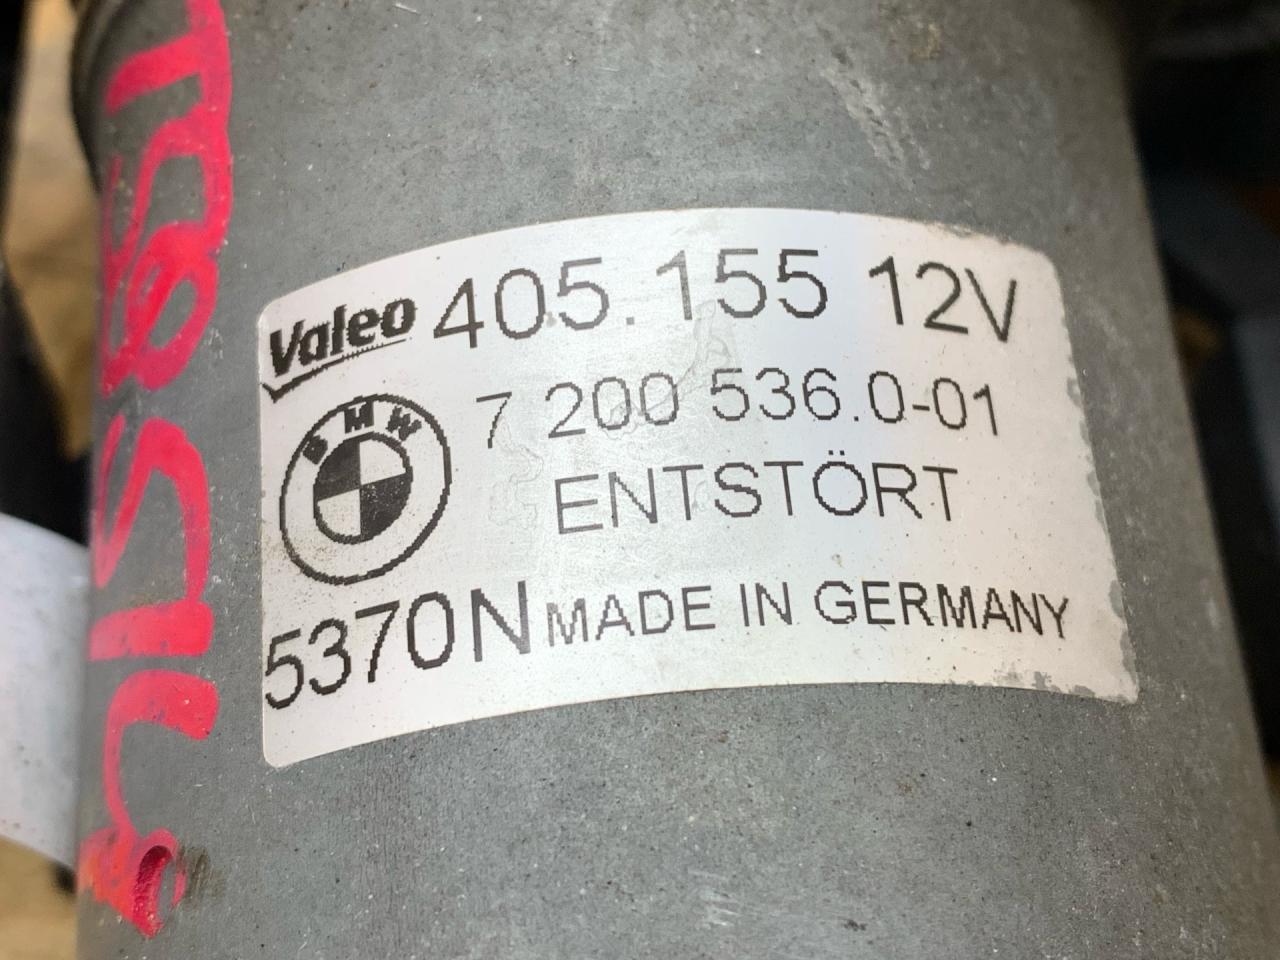 Valeo 405.155 12V
BMW 7 200 536.0-01
ENTSTÖRT
5370N MADE IN GERMANY